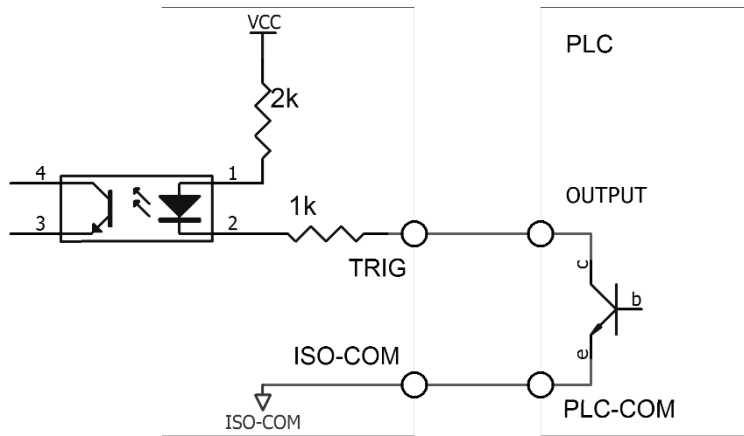 VCC
PLC
2k
4
1
3
2
1k
OUTPUT
TRIG
c
b
e
ISO-COM
ISO-COM
PLC-COM